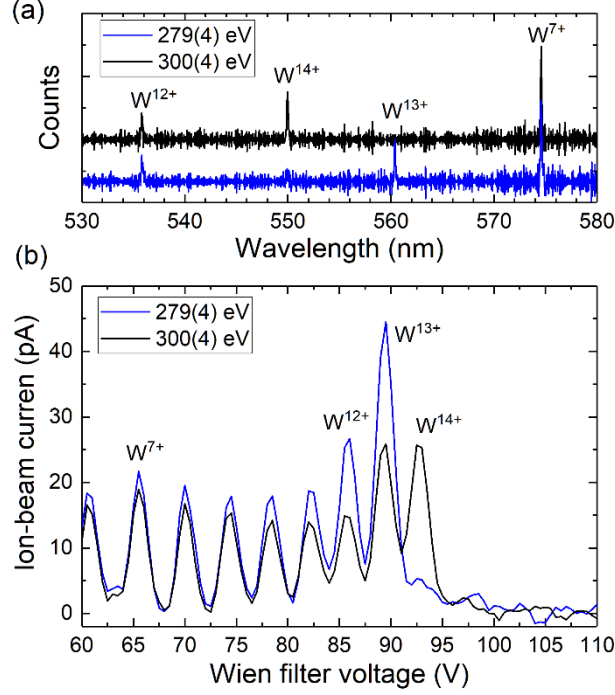 (a)
279(4) eV
300(4) eV
W7+
W14+
W12+
W13+
Counts
530 540 550 560 570 580
Wavelength (nm)
(b)
50
279(4) eV
300(4) eV
W13+
40
Ion-beam curren (pA)
30
W12+
W14+
W7+
20
10
0
60 65 70 75 80 85 90 95 100 105 110
Wien filter voltage (V)